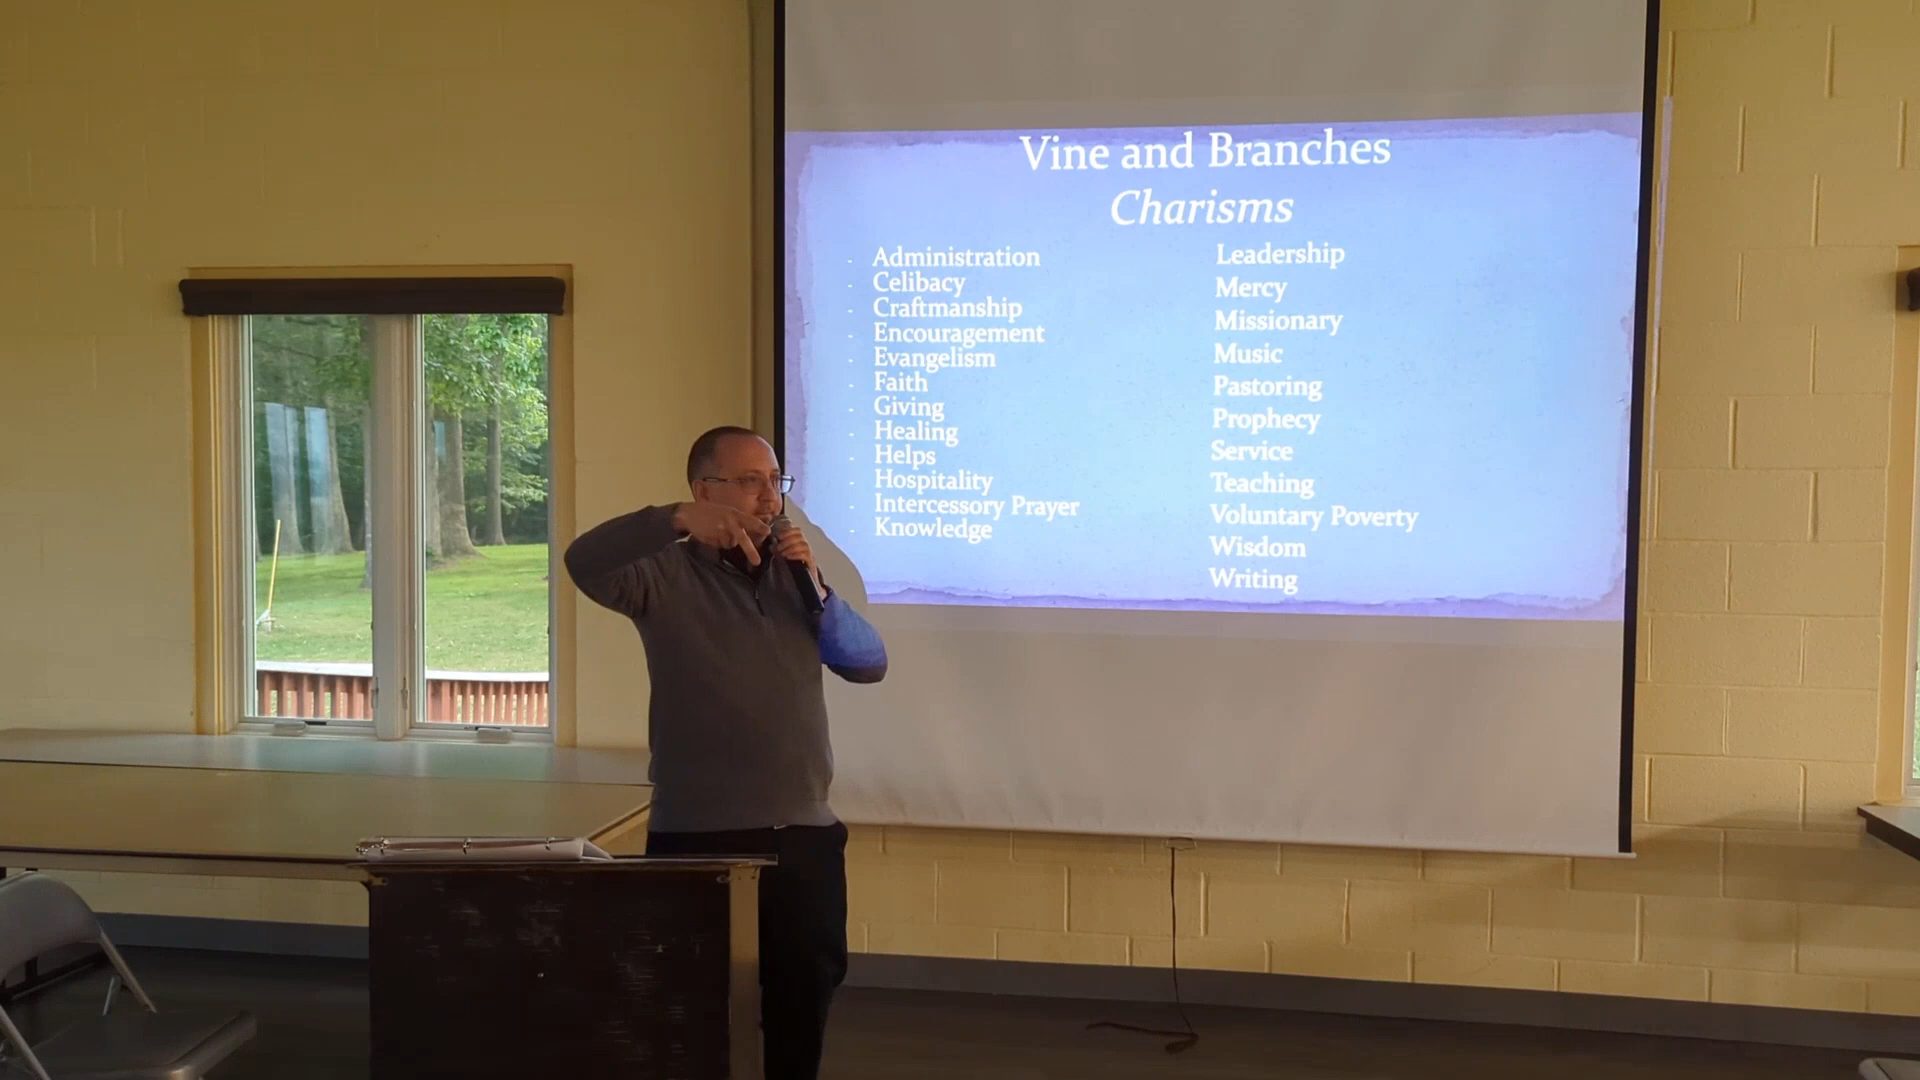 Vine and Branches
Charisms
- Administration
- Celibacy
- Craftmanship
- Encouragement
- Evangelism
- Faith
- Giving
- Healing
- Helps
- Hospitality
- Intercessory Prayer
- Knowledge
Leadership
Mercy
Missionary
Music
Pastoring
Prophecy
Service
Teaching
Voluntary Poverty
Wisdom
Writing